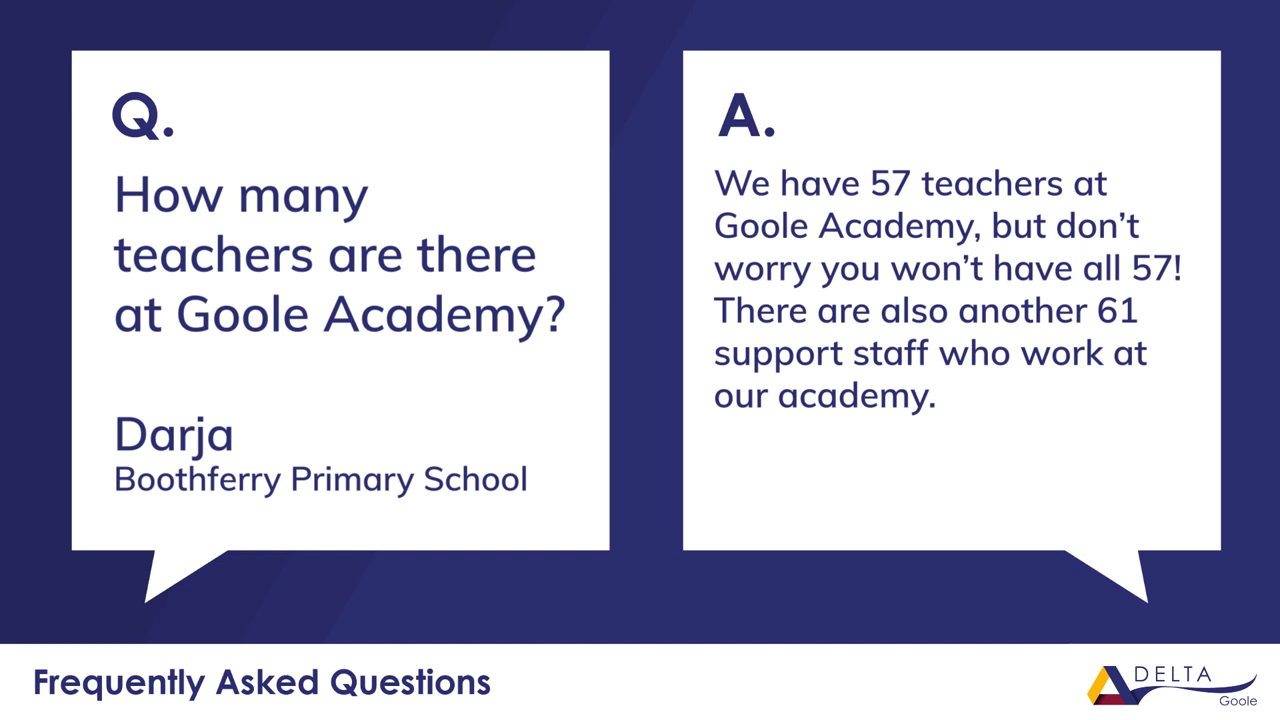 Q.
How many
teachers are there
at Goole Academy?
Darja
Boothferry Primary School
A.
We have 57 teachers at
Goole Academy, but don’t
worry you won’t have all 57!
There are also another 61
support staff who work at
our academy.
Frequently Asked Questions
DELTA
Goole